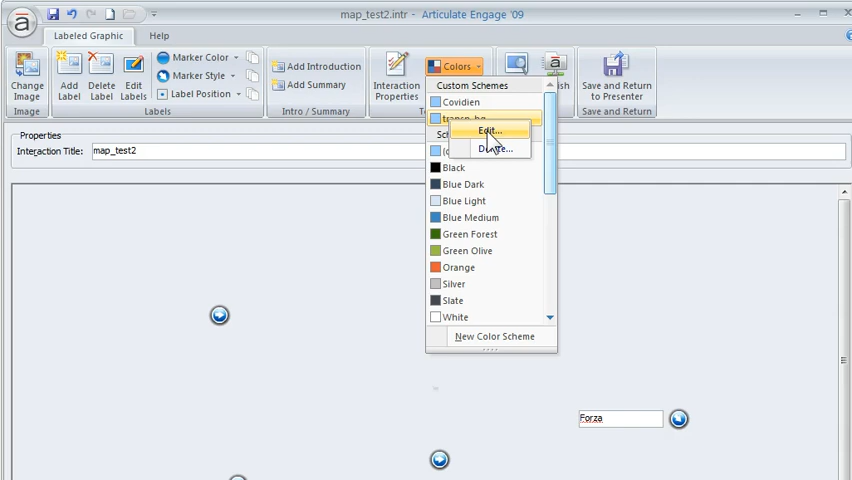 map_test2.intr - Articulate Engage '09
Labeled Graphic
Help
Change Image
Add Label
Delete Label
Edit Labels
Marker Color
Marker Style
Label Position
Labels
Add Introduction
Add Summary
Intro / Summary
Interaction Properties
Colors
Save and Return to Presenter
Save and Return
Custom Schemes
Covidien
transp_bg
Edit...
Properties
Interaction Title:
map_test2
Black
Blue Dark
Blue Light
Blue Medium
Green Forest
Green Olive
Orange
Silver
Slate
White
New Color Scheme
Forza